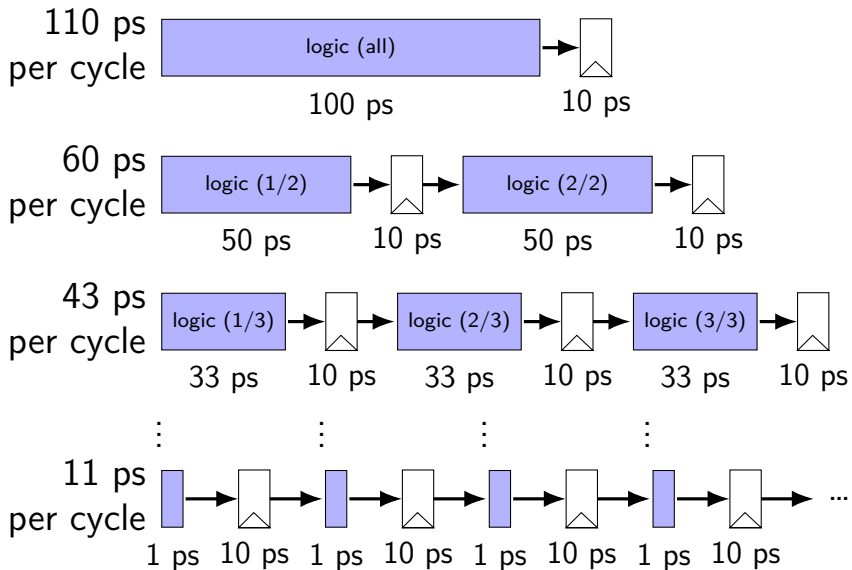 110 ps
per cycle
logic (all)
100 ps
10 ps
60 ps
per cycle
logic (1/2)
logic (2/2)
50 ps
10 ps
50 ps
10 ps
43 ps
per cycle
logic (1/3)
logic (2/3)
logic (3/3)
33 ps
10 ps
33 ps
10 ps
33 ps
10 ps
⋮
⋮
⋮
⋮
11 ps
per cycle
...
1 ps
10 ps
1 ps
10 ps
1 ps
10 ps
1 ps
10 ps